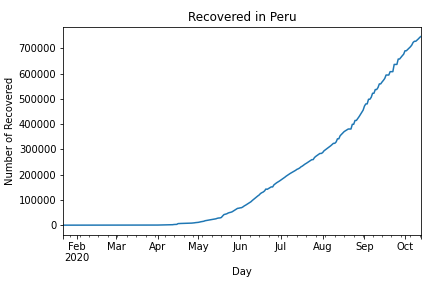 Recovered in Peru
Number of Recovered
700000
600000
500000
400000
300000
200000
100000
0
Feb Mar Apr May Jun Jul Aug Sep Oct
2020
Day